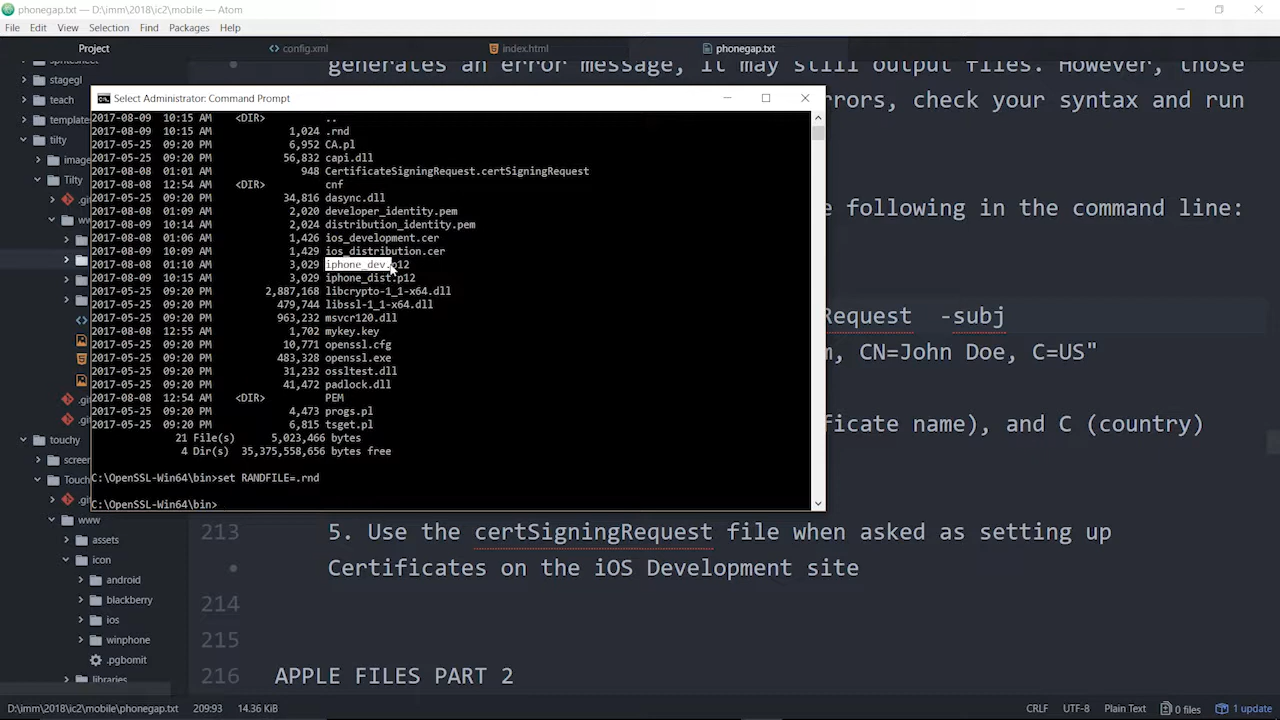 phonegap.txt — D:\imm\2018\ic2\mobile — Atom
File Edit View Selection Find Packages Help
Project
config.xml
index.html
phonegap.txt
spritesheet
stagegl
teach
template
tilty
image
Tilty
.gi
ww
touchy
screer
Touch
.gi
www
assets
icon
android
blackberry
ios
winphone
.pgbomit
libraries
generates an error message, it may still output files. However, those
rrors, check your syntax and run
e following in the command line:
Request -subj
m, CN=John Doe, C=US"
ificate name), and C (country)
213 5. Use the certSigningRequest file when asked as setting up
Certificates on the iOS Development site
214
215
216 APPLE FILES PART 2
Select Administrator: Command Prompt
2017-08-09 10:15 AM <DIR> ..
2017-08-09 10:15 AM 1,024 .rnd
2017-05-25 09:20 PM 6,952 CA.pl
2017-05-25 09:20 PM 56,832 capi.dll
2017-08-08 01:01 AM 948 CertificateSigningRequest.certSigningRequest
2017-08-08 12:54 AM <DIR> cnf
2017-05-25 09:20 PM 34,816 dasync.dll
2017-08-08 01:09 AM 2,020 developer_identity.pem
2017-08-09 10:14 AM 2,024 distribution_identity.pem
2017-08-08 01:06 AM 1,426 ios_development.cer
2017-08-09 10:09 AM 1,429 ios_distribution.cer
2017-08-08 01:10 AM 3,029 iphone_dev.p12
2017-08-09 10:15 AM 3,029 iphone_dist.p12
2017-05-25 09:20 PM 2,887,168 libcrypto-1_1-x64.dll
2017-05-25 09:20 PM 479,744 libssl-1_1-x64.dll
2017-05-25 09:20 PM 963,232 msvcr120.dll
2017-08-08 12:55 AM 1,702 mykey.key
2017-05-25 09:20 PM 10,771 openssl.cfg
2017-05-25 09:20 PM 483,328 openssl.exe
2017-05-25 09:20 PM 31,232 ossltest.dll
2017-05-25 09:20 PM 41,472 padlock.dll
2017-08-08 12:54 AM <DIR> PEM
2017-05-25 09:20 PM 4,473 progs.pl
2017-05-25 09:20 PM 6,815 tsget.pl
21 File(s) 5,023,466 bytes
4 Dir(s) 35,375,558,656 bytes free
C:\OpenSSL-Win64\bin>set RANDFILE=.rnd
C:\OpenSSL-Win64\bin>
D:\imm\2018\ic2\mobile\phonegap.txt 209:93 14.36 KiB CRLF UTF-8 Plain Text 0 files 1 update